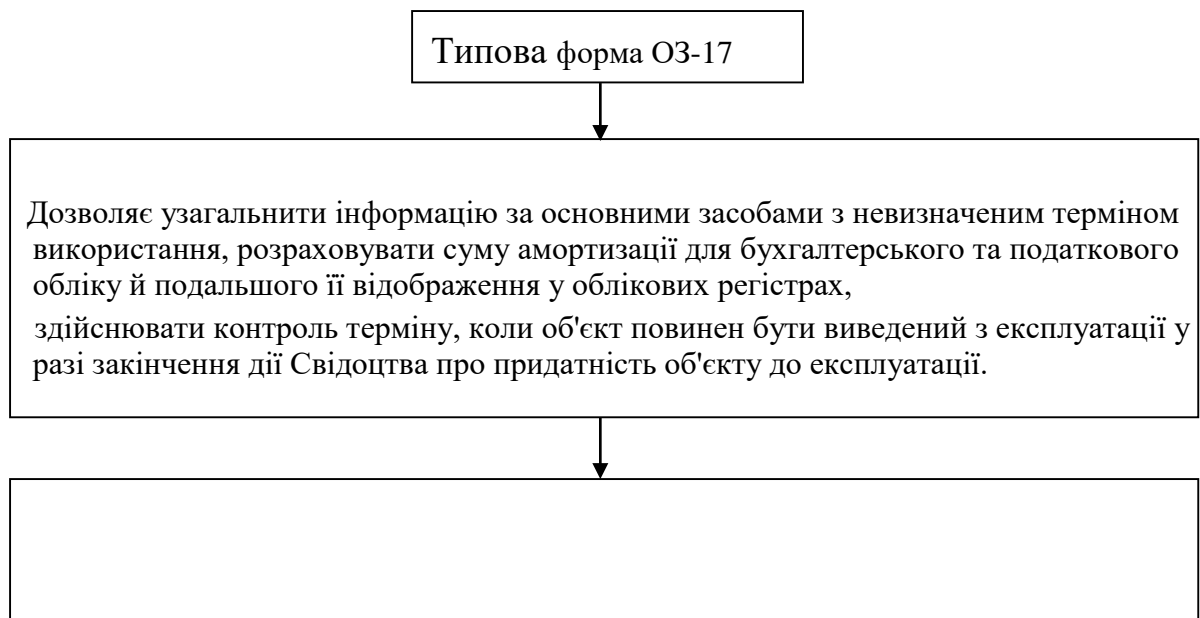 Типова форма ОЗ-17
Дозволяє узагальнити інформацію за основними засобами з невизначеним терміном
використання, розраховувати суму амортизації для бухгалтерського та податкового
обліку й подальшого її відображення у облікових регістрах,
здійснювати контроль терміну, коли об'єкт повинен бути виведений з експлуатації у
разі закінчення дії Свідоцтва про придатність об'єкту до експлуатації.